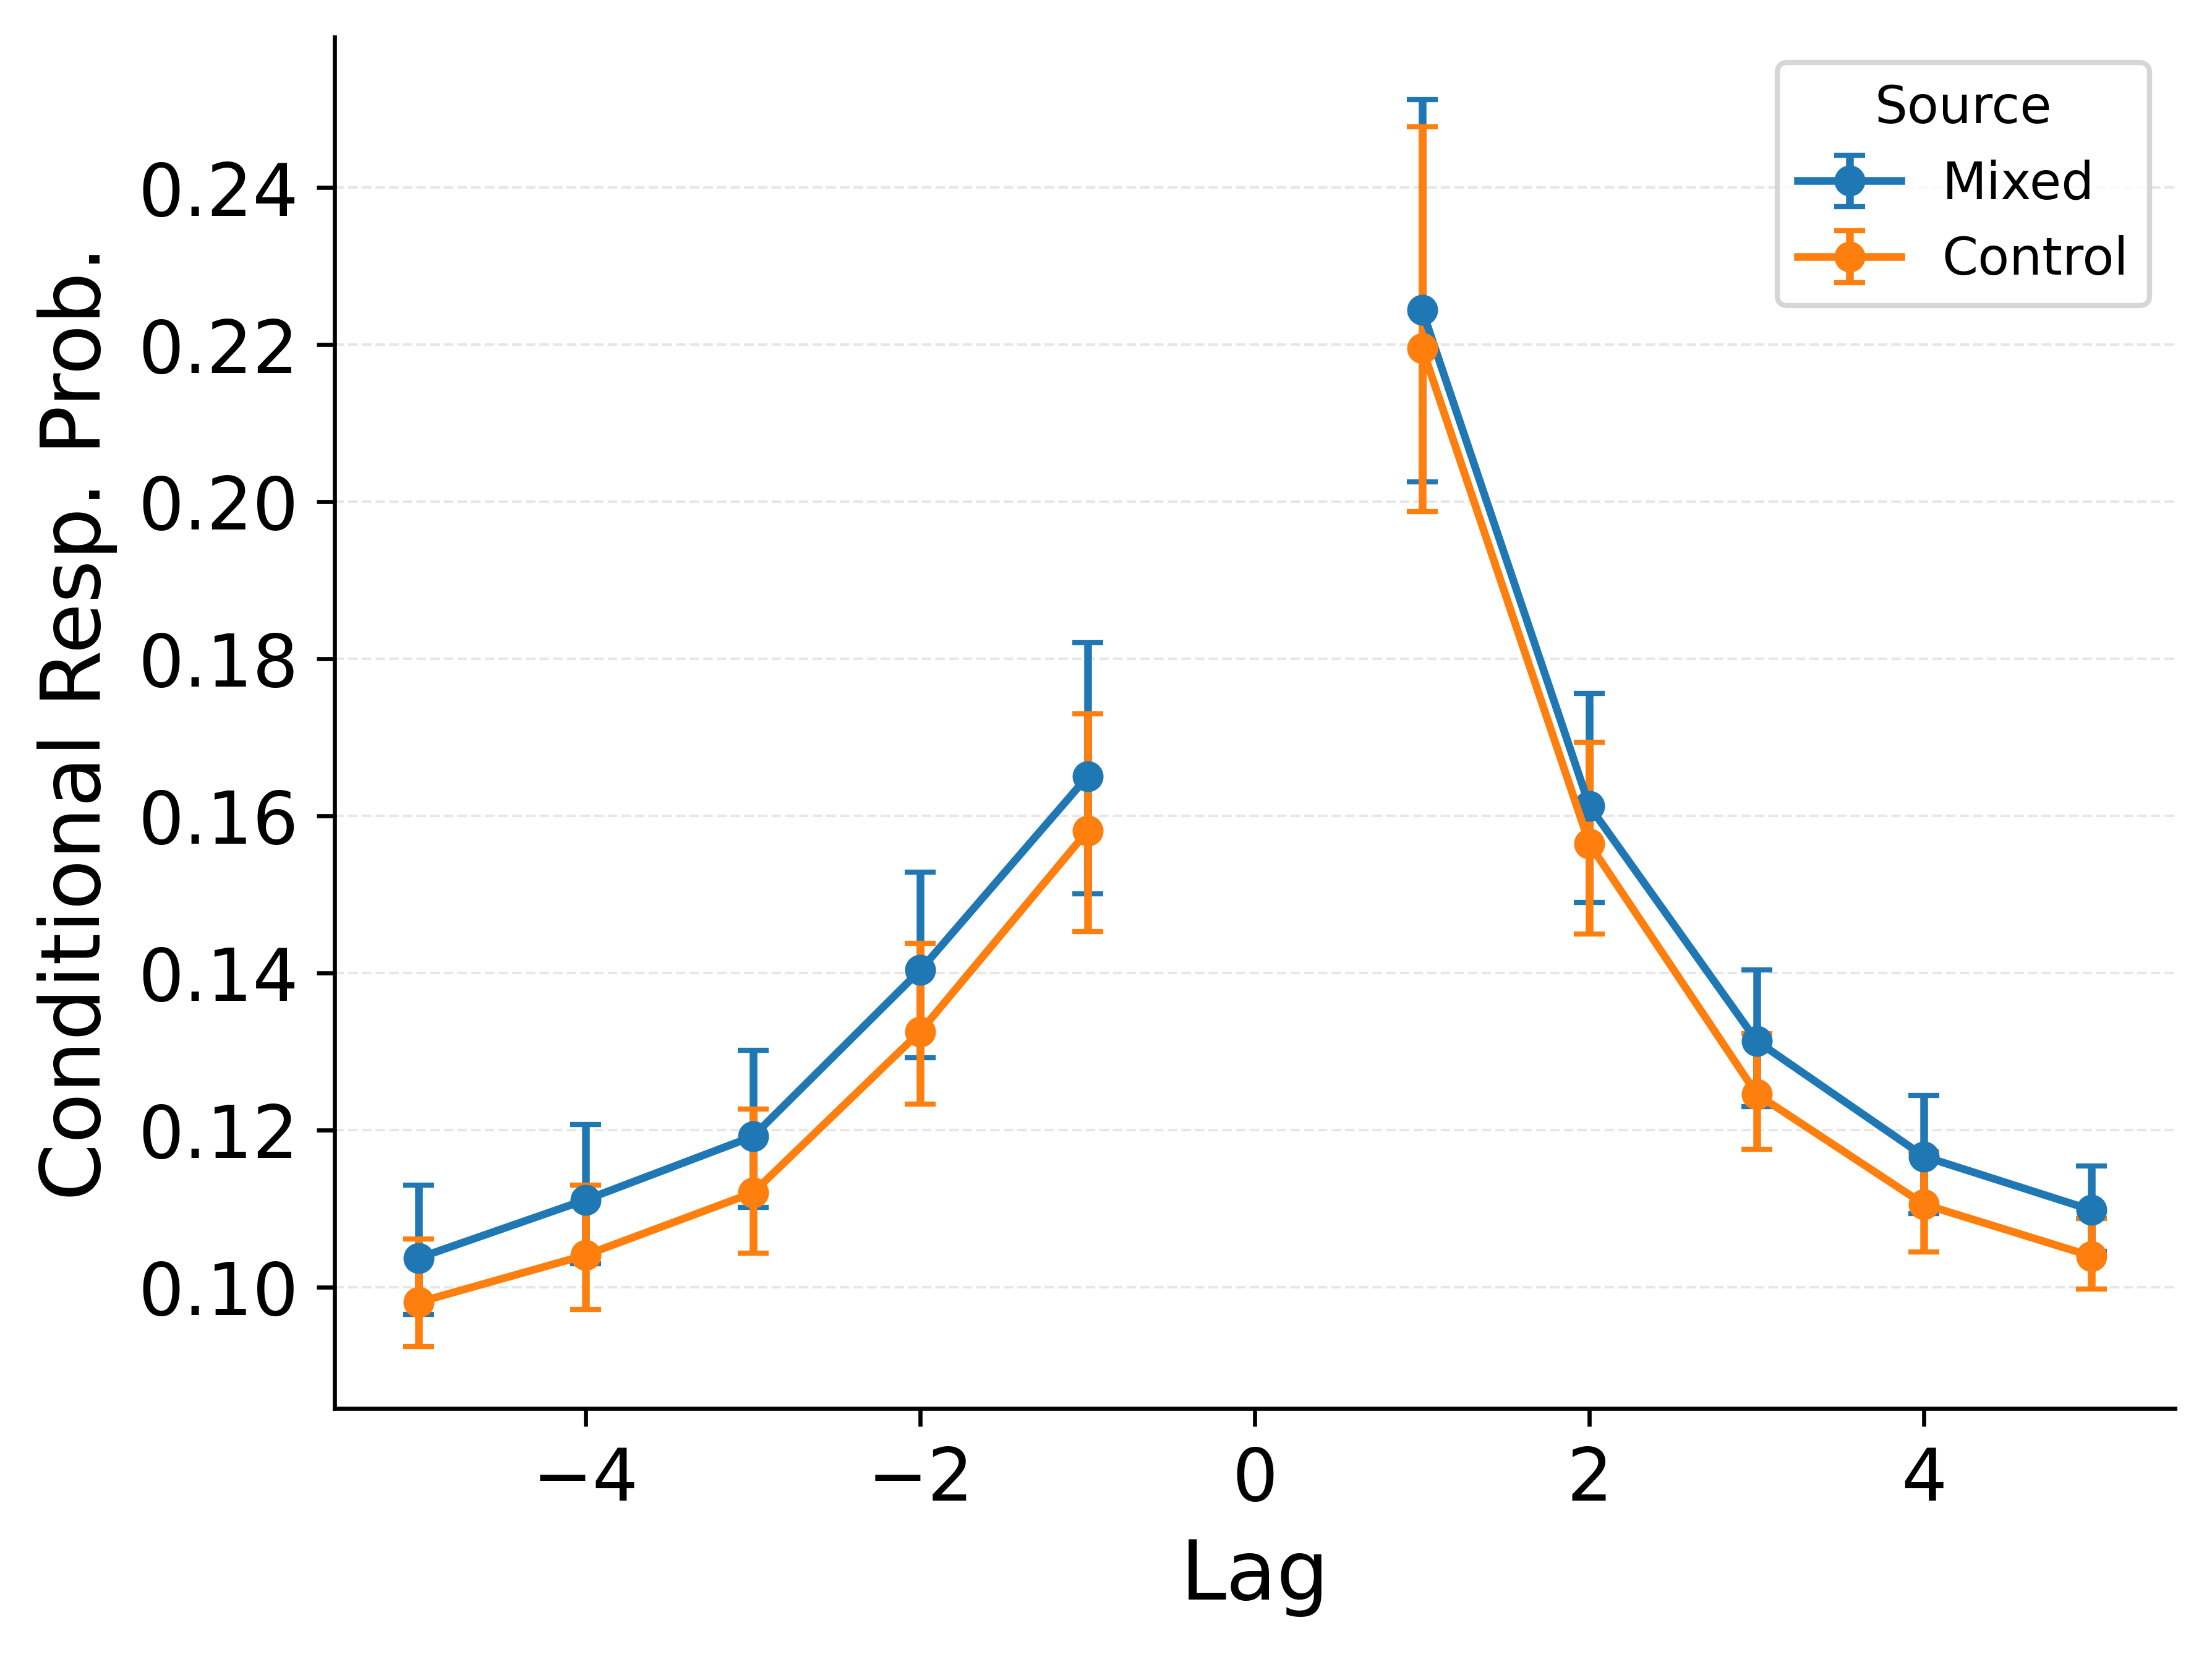 Source
Mixed
Control
Conditional Resp. Prob.
0.24
0.22
0.20
0.18
0.16
0.14
0.12
0.10
−4 −2 0 2 4
Lag